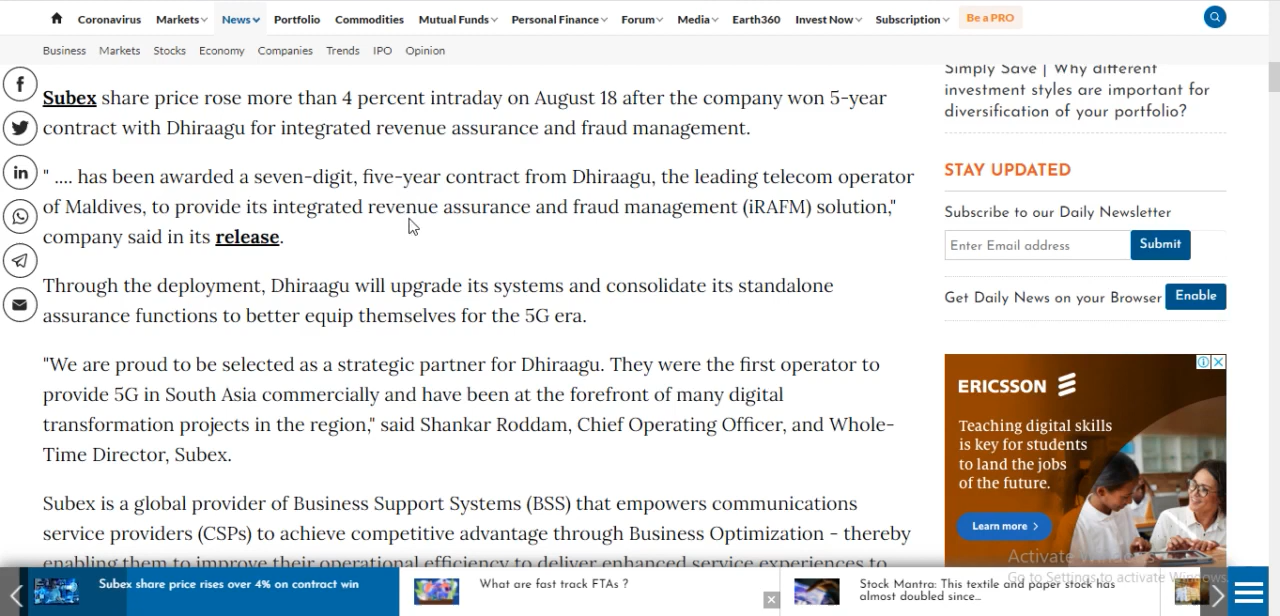 Coronavirus Markets News Portfolio Commodities Mutual Funds Personal Finance Forum Media Earth360 Invest Now Subscription Be a PRO
Business Markets Stocks Economy Companies Trends IPO Opinion
Subex share price rose more than 4 percent intraday on August 18 after the company won 5-year
contract with Dhiraagu for integrated revenue assurance and fraud management.
" .... has been awarded a seven-digit, five-year contract from Dhiraagu, the leading telecom operator
of Maldives, to provide its integrated revenue assurance and fraud management (iRAFM) solution,"
company said in its release.
Through the deployment, Dhiraagu will upgrade its systems and consolidate its standalone
assurance functions to better equip themselves for the 5G era.
"We are proud to be selected as a strategic partner for Dhiraagu. They were the first operator to
provide 5G in South Asia commercially and have been at the forefront of many digital
transformation projects in the region," said Shankar Roddam, Chief Operating Officer, and Whole-
Time Director, Subex.
Subex is a global provider of Business Support Systems (BSS) that empowers communications
service providers (CSPs) to achieve competitive advantage through Business Optimization - thereby
enabling them to improve their operational efficiency to deliver enhanced service experiences to
Simply Save | Why different
investment styles are important for
diversification of your portfolio?
STAY UPDATED
Subscribe to our Daily Newsletter
Enter Email address Submit
Get Daily News on your Browser Enable
ERICSSON
Teaching digital skills
is key for students
to land the jobs
of the future.
Learn more >
Activate Windows
Go to Settings to activate Windows.
Subex share price rises over 4% on contract win
What are fast track FTAs ?
Stock Mantra: This textile and paper stock has
almost doubled since...